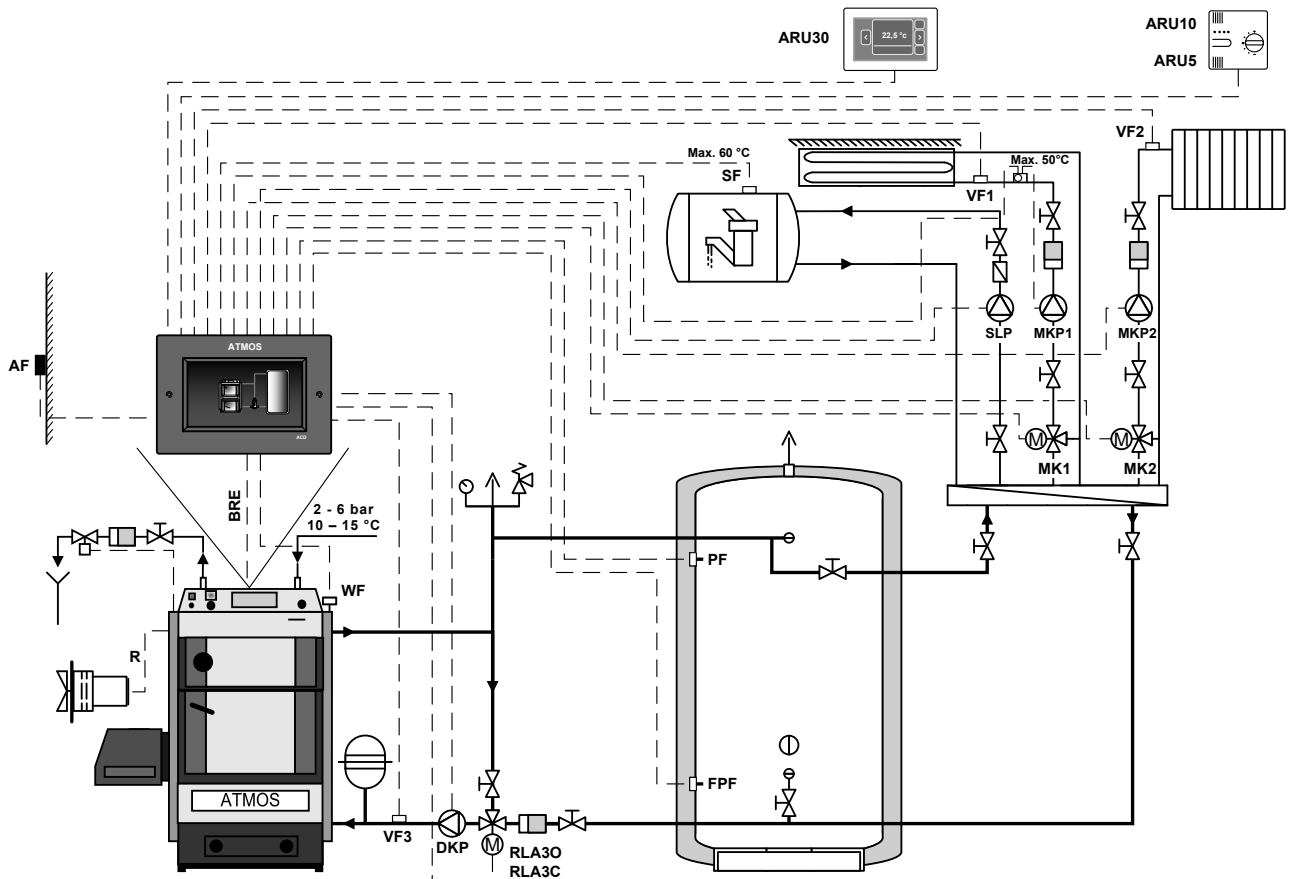 ARU30
22,5 °c
ARU10
ARU5
VF2
Max. 60 °C
SF
Max. 50°C
VF1
SLP
MKP1
MKP2
AF
ATMOS
ACD
M
M
MK1
MK2
BRE
2 - 6 bar
10 – 15 °C
PF
WF
R
FPF
ATMOS
VF3
DKP
M
RLA3O
RLA3C